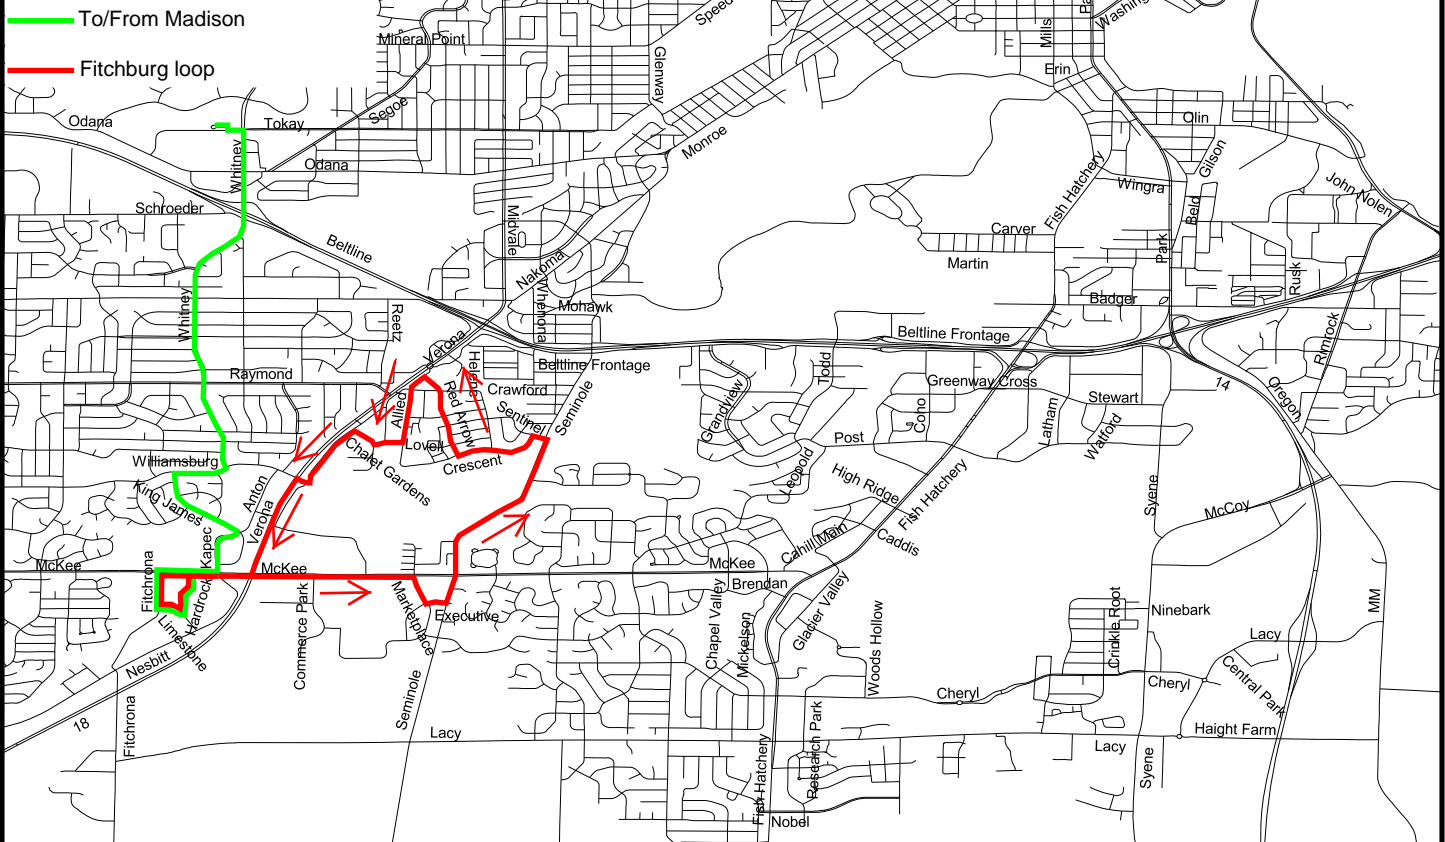 To/From Madison
Fitchburg loop
Mineral Point
Speed
Glenway
Mills
Pa
Washing
Erin
Odana
Tokay
Segoe
Whitney
Odana
Monroe
Olin
Gilson
Fish Hatchery
Wingra
John Nolen
Schroeder
Beld
Beltline
Midvale
Nakoma
Carver
Martin
Park
Rusk
Whitney
Reetz
Whenona
Mohawk
Badger
Verona
Beltline Frontage
Rimrock
Beltline Frontage
Raymond
Helene
Crawford
Todd
Greenway Cross
14
Oregon
Allied
Red Arrow
Sentinel
Seminole
Grandview
Coho
Stewart
Latham
Watford
Lovell
Post
Williamsburg
Chalet Gardens
Crescent
Leopold
High Ridge
Fish Hatchery
Syene
King James
Anton
Verona
McCoy
Kapec
Cahill Main
Caddis
McKee
Fitchrona
McKee
McKee
Brendan
Hardrock
Commerce Park
Marketplace
Executive
Chapel Valley
Mickelson
Glacier Valley
Woods Hollow
Crinkle Root
Ninebark
MM
Lacy
Limestone
Nesbitt
Seminole
Cheryl
Cheryl
Central Park
18
Fitchrona
Lacy
Fish Hatchery
Research Park
Lacy
Syene
Haight Farm
Nobel